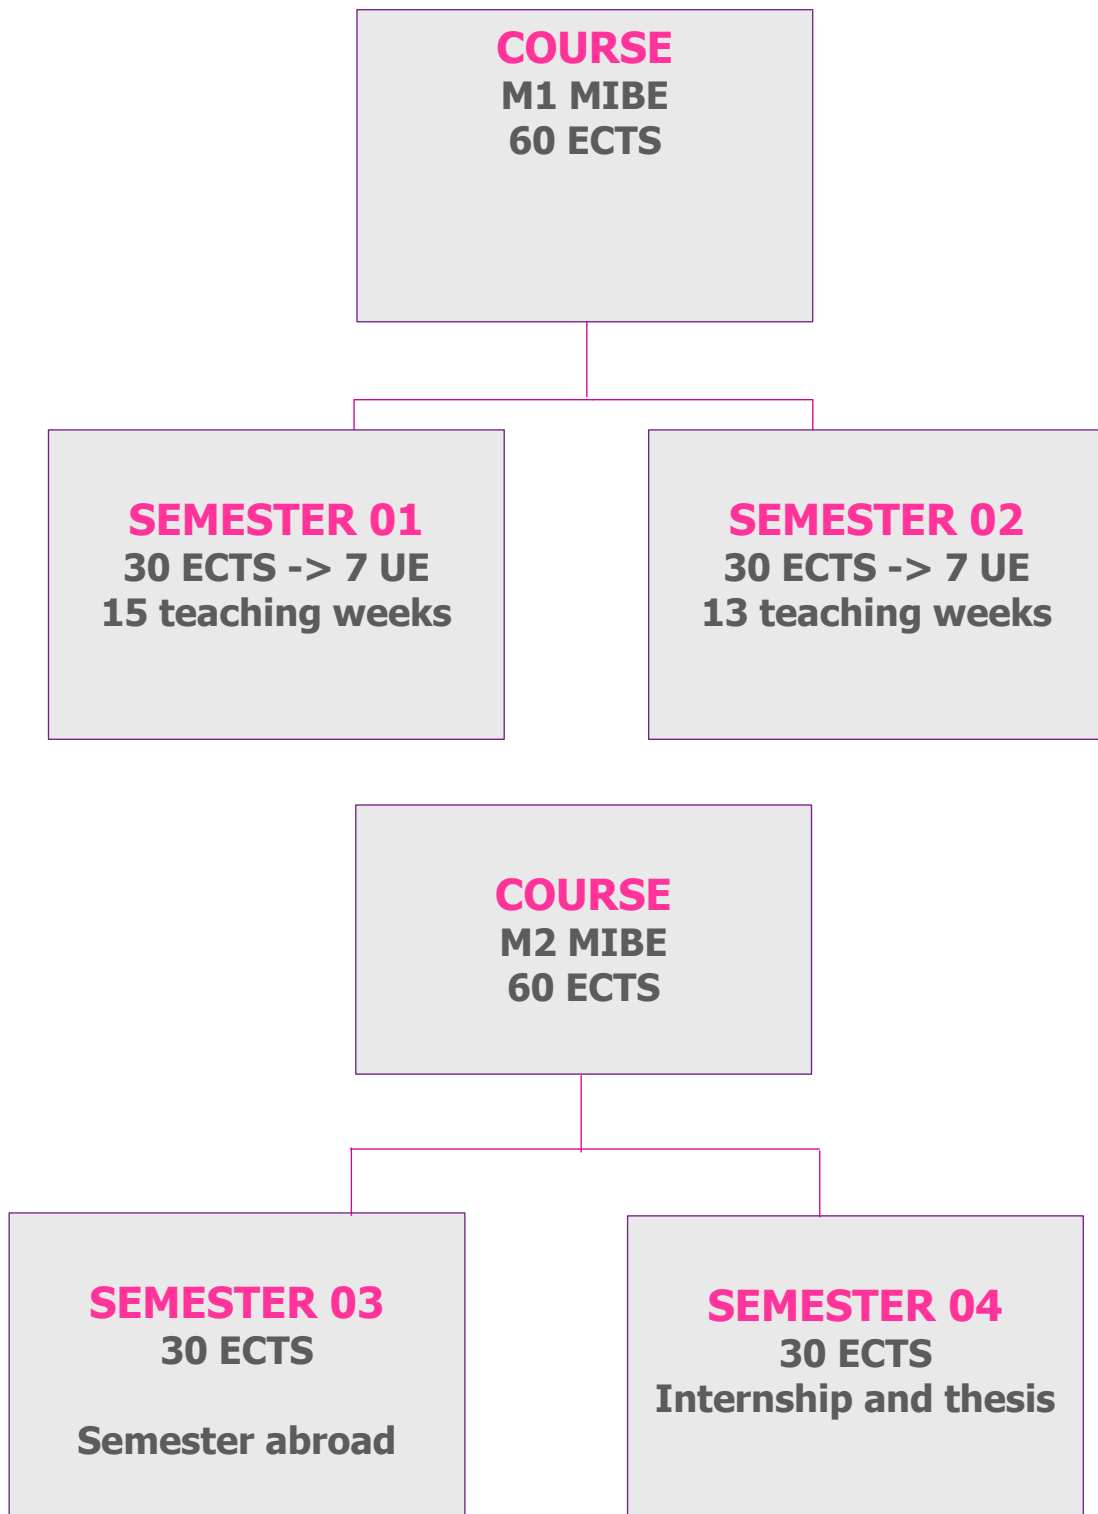 COURSE
M1 MIBE
60 ECTS
SEMESTER 01
30 ECTS -> 7 UE
15 teaching weeks
SEMESTER 02
30 ECTS -> 7 UE
13 teaching weeks
COURSE
M2 MIBE
60 ECTS
SEMESTER 03
30 ECTS
Semester abroad
SEMESTER 04
30 ECTS
Internship and thesis